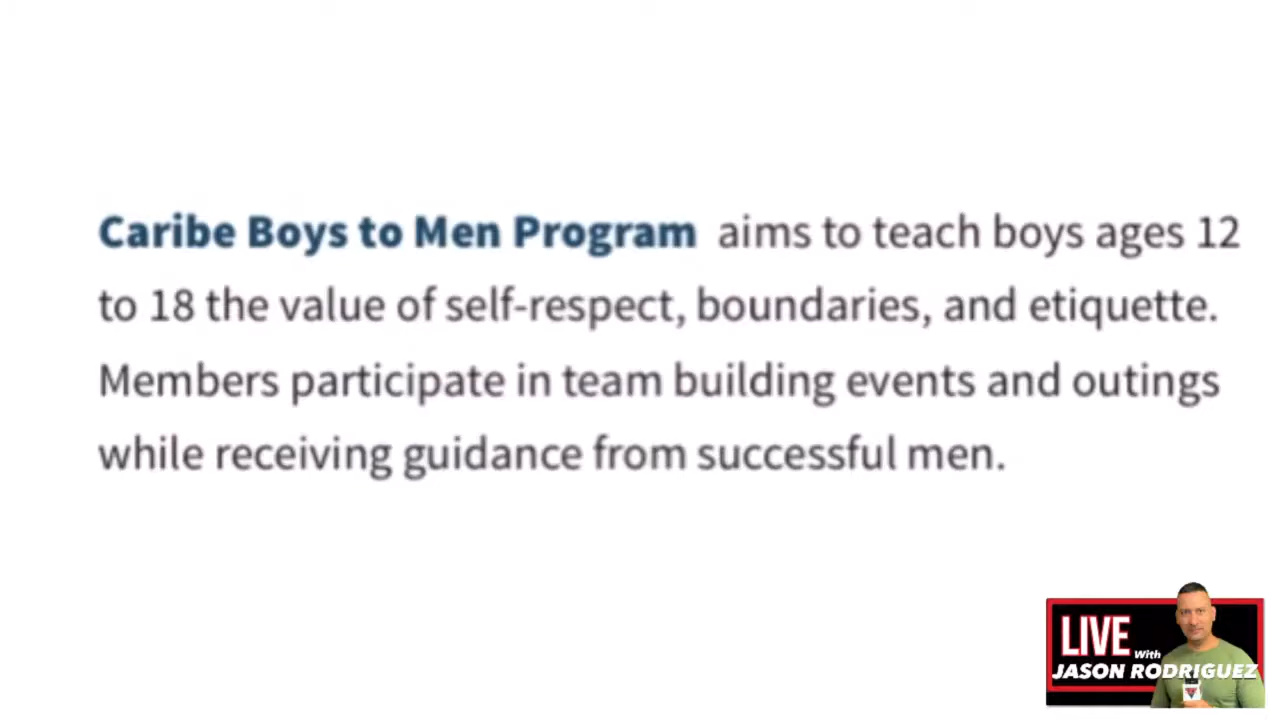 Caribe Boys to Men Program aims to teach boys ages 12
to 18 the value of self-respect, boundaries, and etiquette.
Members participate in team building events and outings
while receiving guidance from successful men.
LIVE
With
JASON RODRIGUEZ